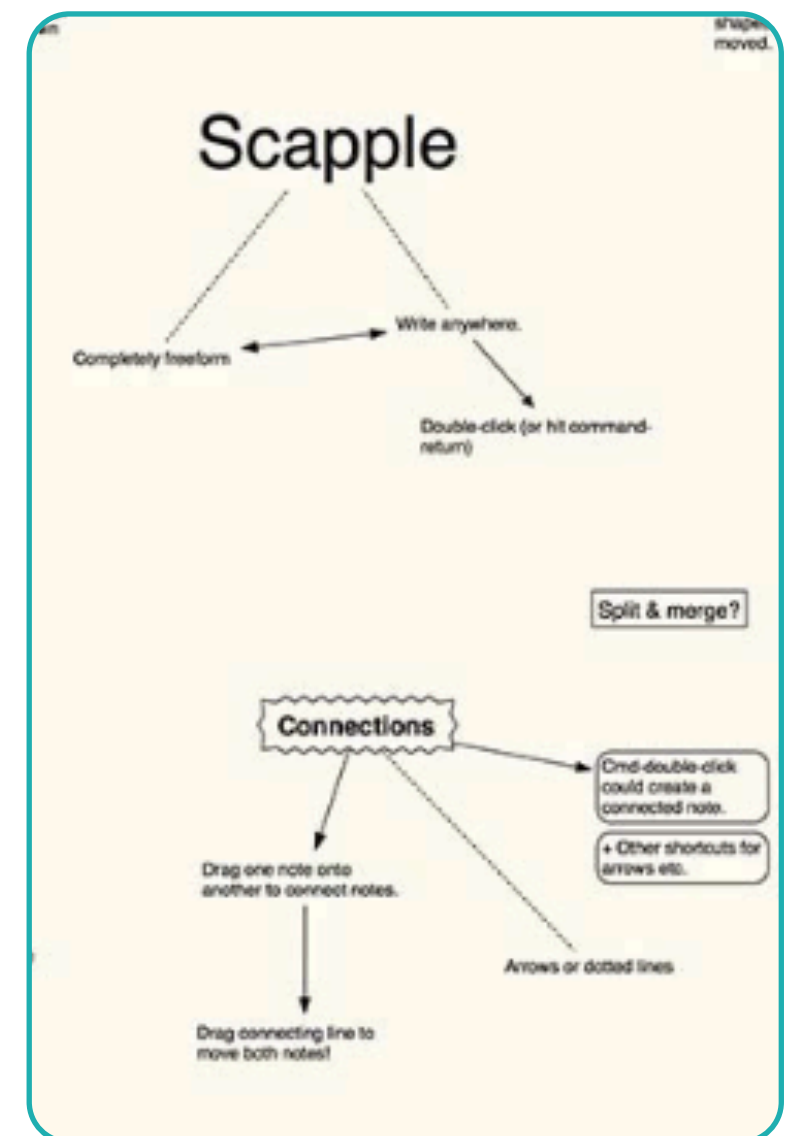 shape
moved.
Scapple
Write anywhere.
Completely freeform
Double-click (or hit command-
return)
Split & merge?
Connections
Cmd-double-click
could create a
connected note.
+ Other shortcuts for
arrows etc.
Drag one note onto
another to connect notes.
Arrows or dotted lines
Drag connecting line to
move both notes!